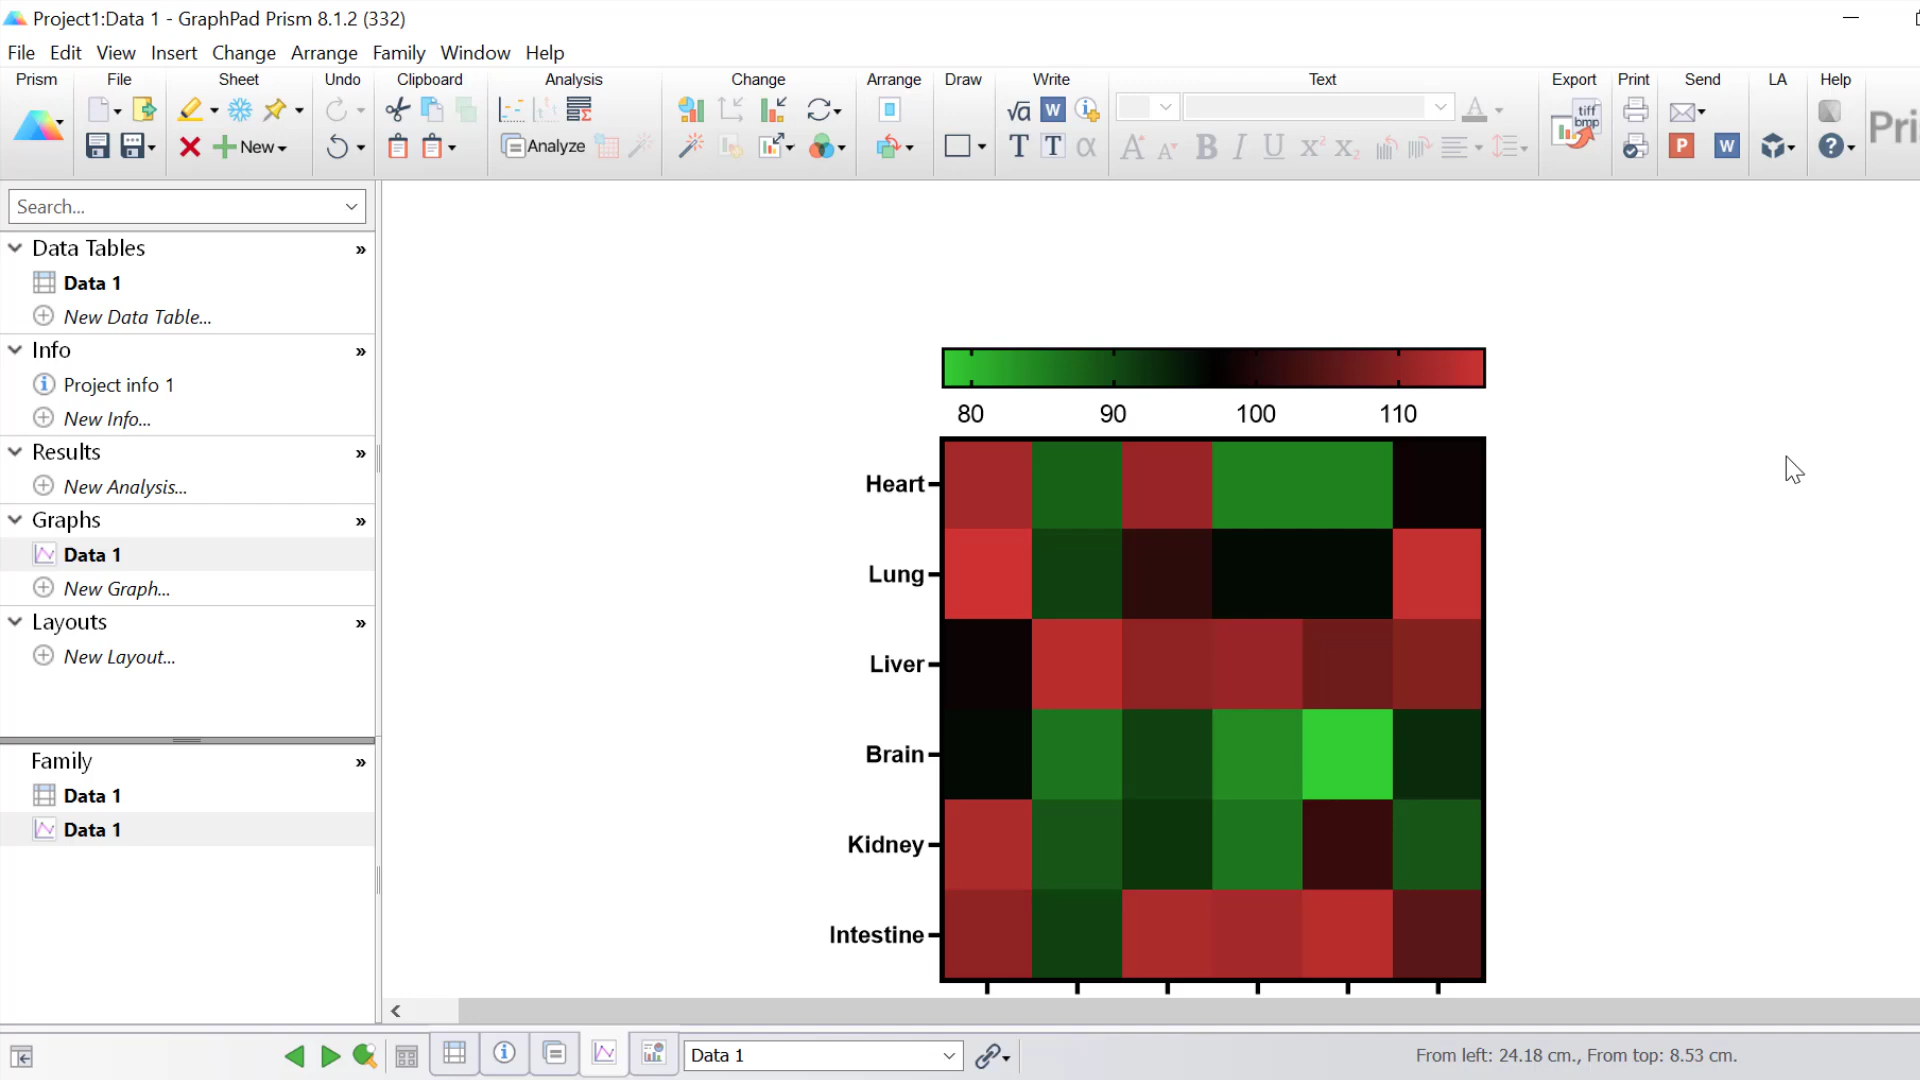 Project1:Data 1 - GraphPad Prism 8.1.2 (332)
File Edit View Insert Change Arrange Family Window Help
Prism File Sheet Undo Clipboard Analysis Change Arrange Draw Write Text Export Print Send LA Help
tiff
bmp
New
Analyze
Search...
Data Tables
Data 1
New Data Table...
Info
Project info 1
New Info...
Results
New Analysis...
Graphs
Data 1
New Graph...
Layouts
New Layout...
Family
Data 1
Data 1
80 90 100 110
Heart
Lung
Liver
Brain
Kidney
Intestine
Data 1
From left: 24.18 cm., From top: 8.53 cm.